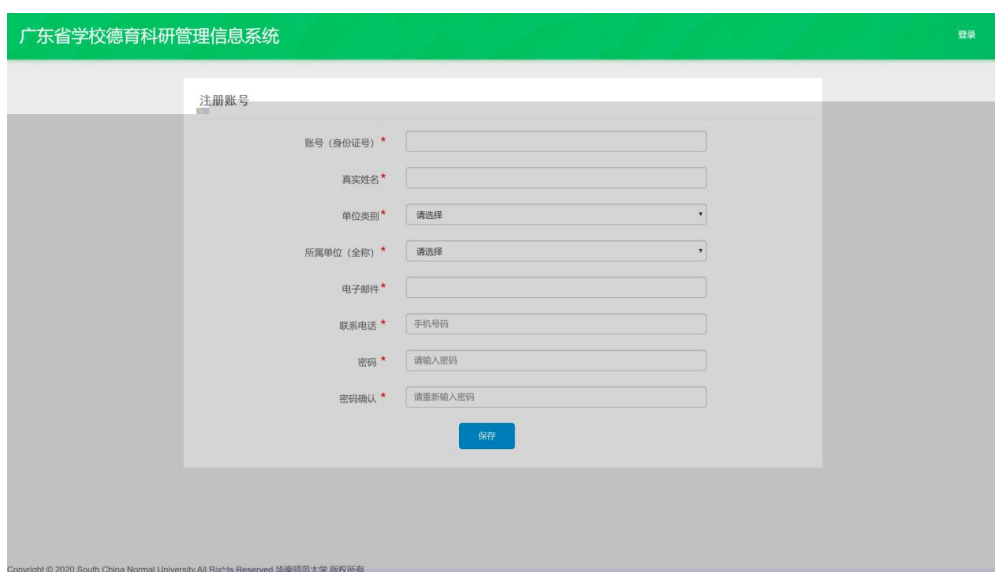 广东省学校德育科研管理信息系统
登录
注册账号
账号（身份证号） *
真实姓名*
单位类别* 请选择
所属单位（全称） * 请选择
电子邮件*
联系电话 * 手机号码
密码 * 请输入密码
密码确认 * 请重新输入密码
保存
Copyright © 2020 South China Normal University All Rights Reserved 华南师范大学 版权所有